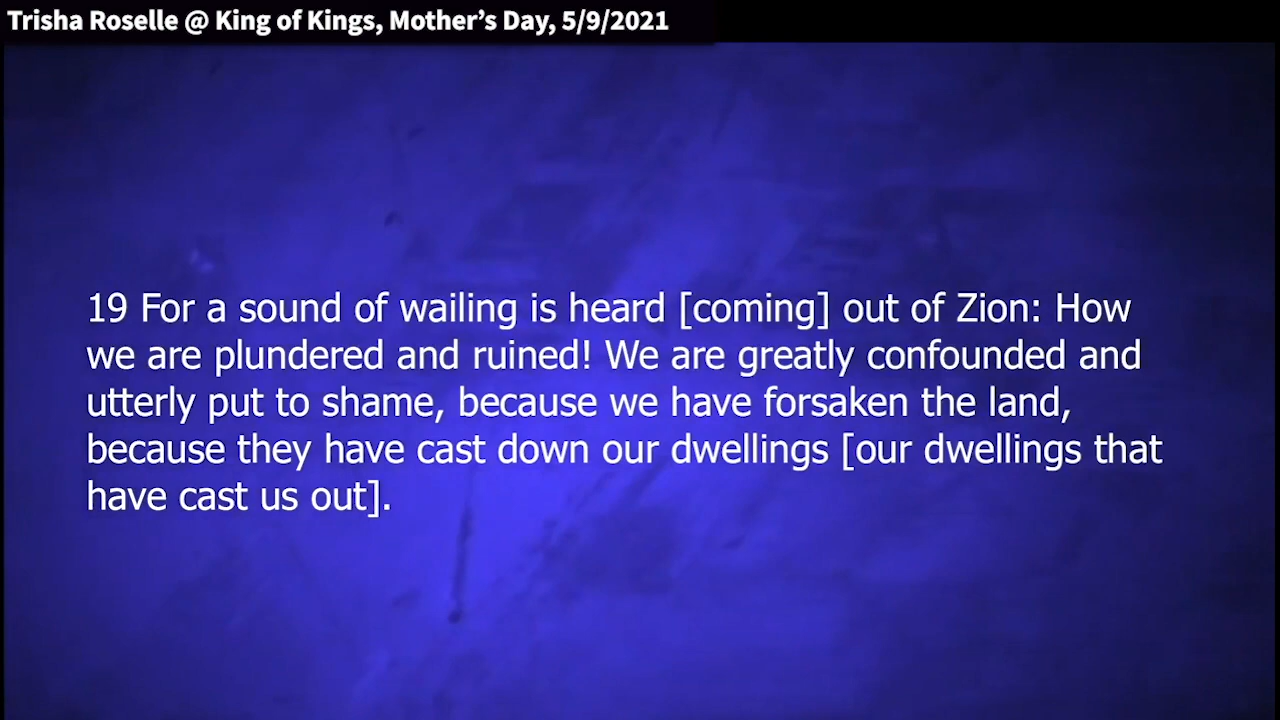 Trisha Roselle @ King of Kings, Mother’s Day, 5/9/2021
19 For a sound of wailing is heard [coming] out of Zion: How
we are plundered and ruined! We are greatly confounded and
utterly put to shame, because we have forsaken the land,
because they have cast down our dwellings [our dwellings that
have cast us out].